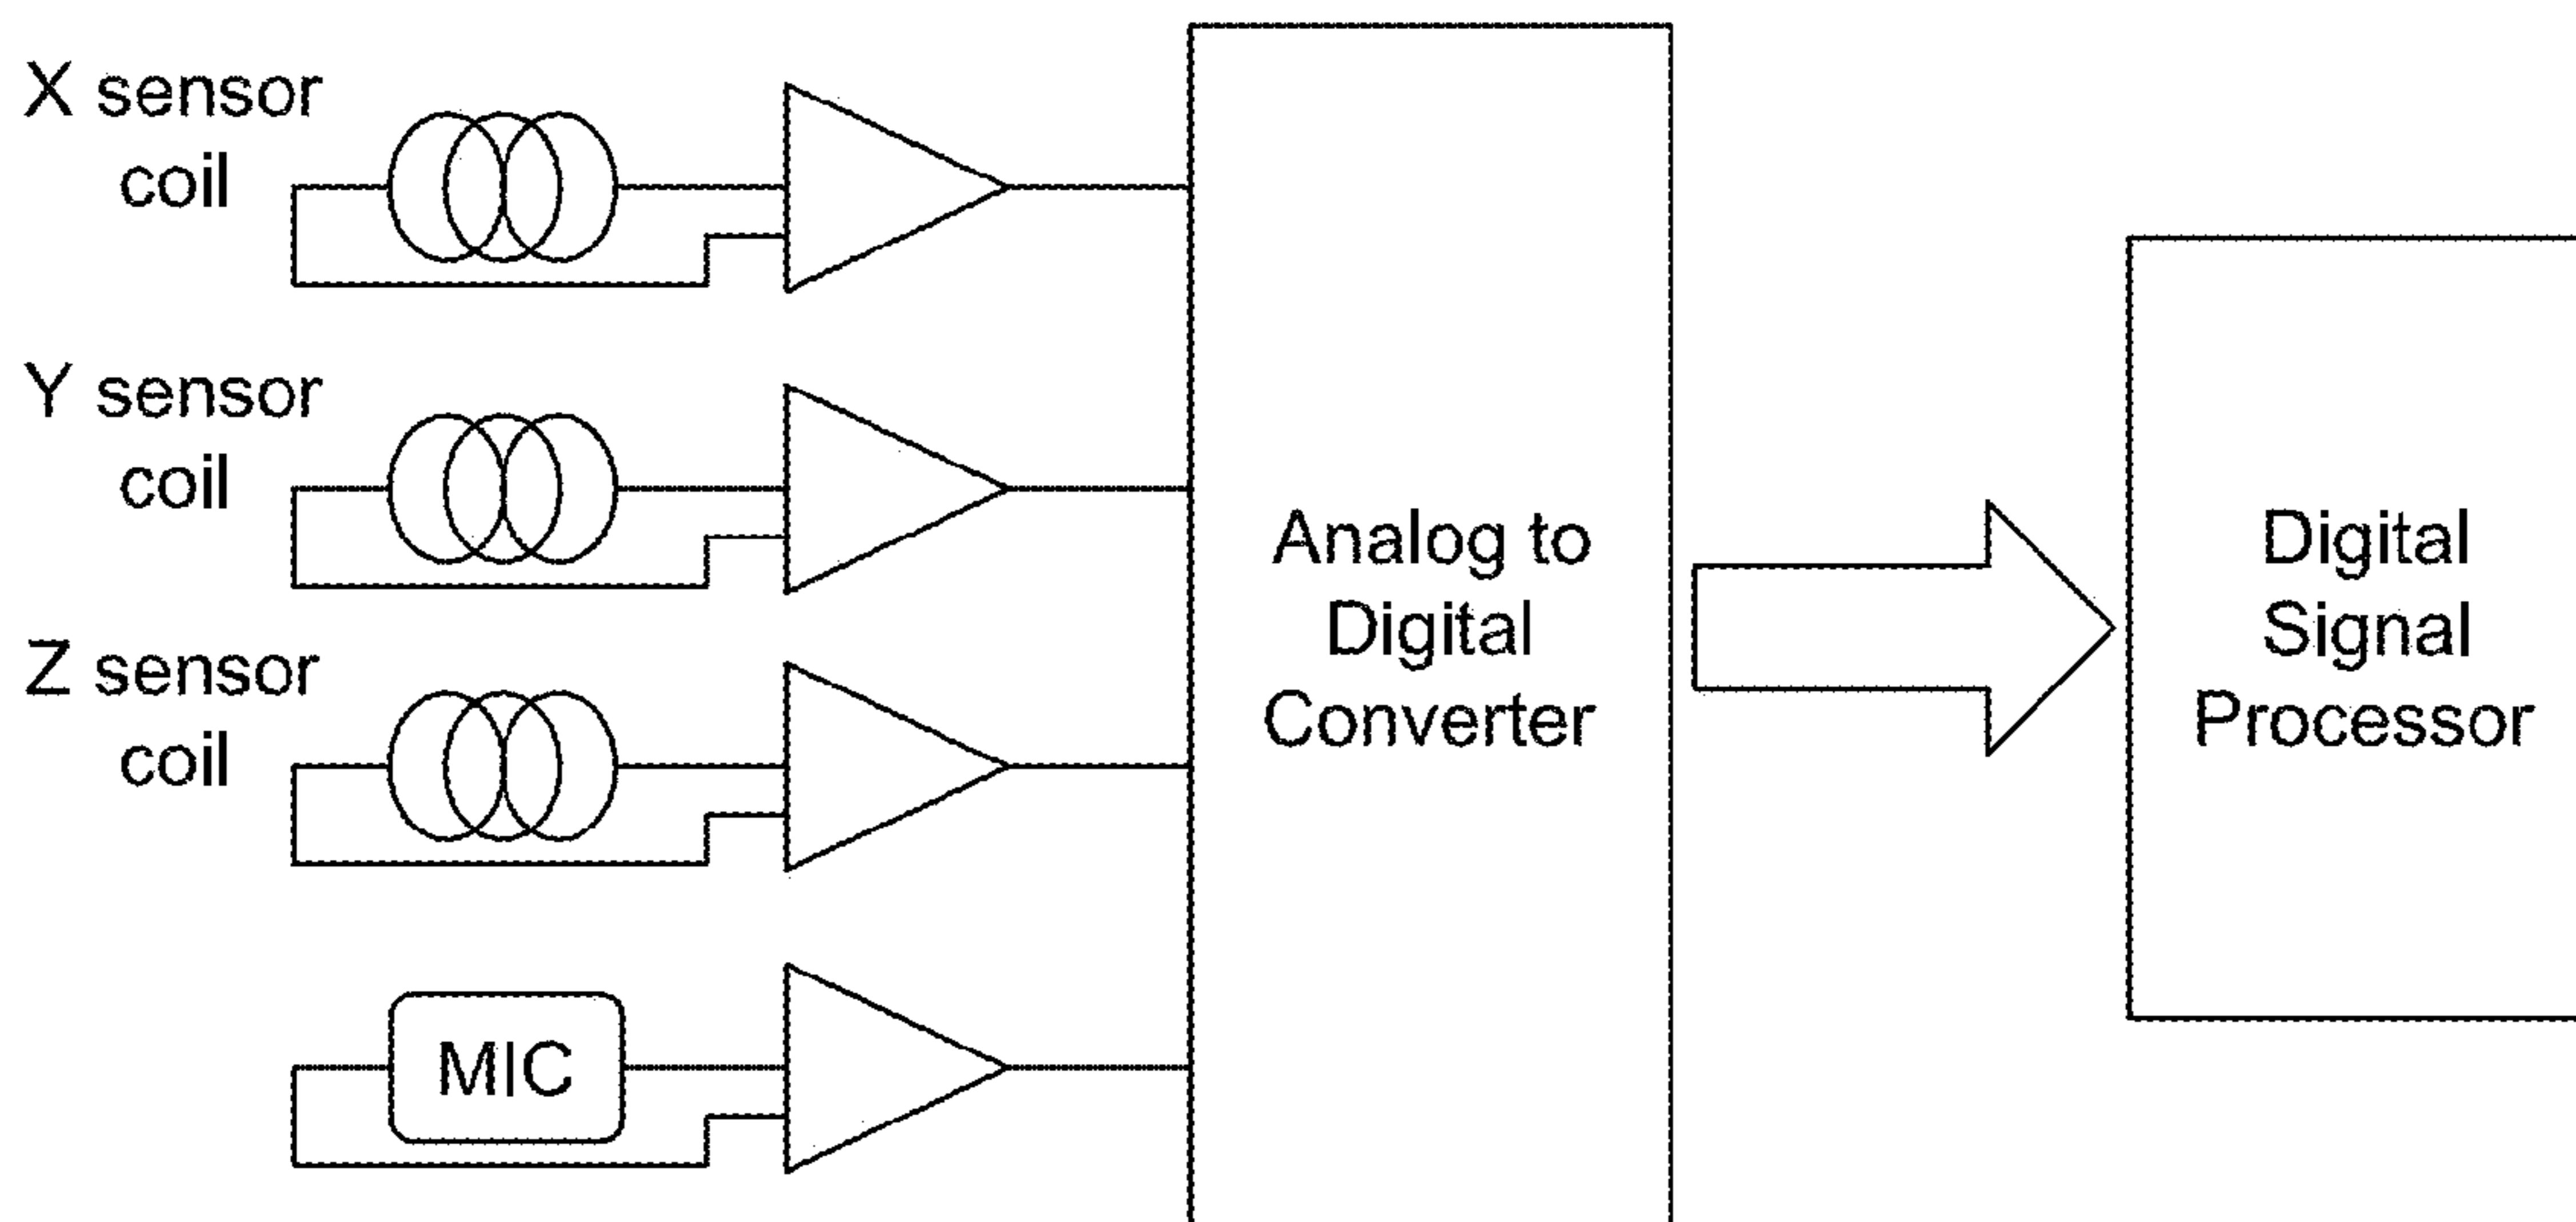 X sensor
coil
Y sensor
coil
Z sensor
coil
MIC
Analog to
Digital
Converter
Digital
Signal
Processor